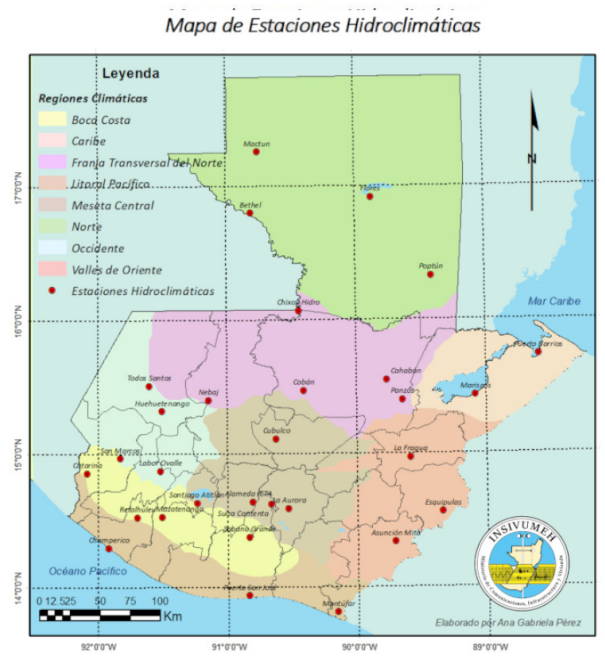 Mapa de Estaciones Hidroclimáticas
Leyenda
Regiones Climáticas
Boca Costa
Caribe
Franja Transversal del Norte
Litoral Pacífico
Meseta Central
Norte
Occidente
Valles de Oriente
Estaciones Hidroclimáticas
N
Mactun
Flores
Bethel
Poptún
Chixoy Hidro
Mar Caribe
Puerto Barrios
Todos Santos
Nebaj
Cobán
Cahabón
Panzós
Mariscos
Huehuetenango
Cubulco
La Fragua
San Marcos
Catarina
Labor Ovalle
Santiago Atitlán
Alameda ICTA
La Aurora
Esquipulas
Retalhuleu
Mazatenango
Suiza Contenta
Sabana Grande
Asunción Mita
Champerico
Océano Pacífico
Puerto San José
Montúfar
INSIVUMEH
Ministerio de Comunicaciones, Infraestructura y Vivienda
0 12.525 50 75 100
Km
Elaborado por Ana Gabriela Pérez
17°0'0"N
16°0'0"N
15°0'0"N
14°0'0"N
92°0'0"W
91°0'0"W
90°0'0"W
89°0'0"W